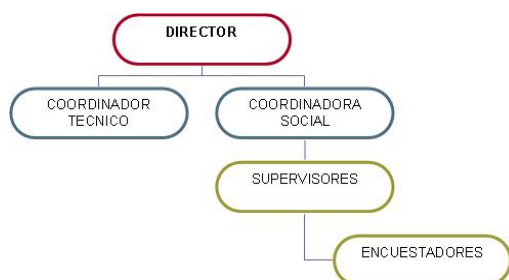 DIRECTOR
COORDINADOR
TECNICO
COORDINADORA
SOCIAL
SUPERVISORES
ENCUESTADORES